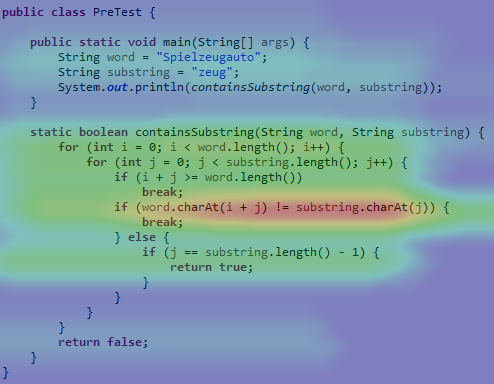 public class PreTest {
public static void main(String[] args) {
String word = "Spielzeugauto";
String substring = "zeug";
System.out.println(containsSubstring(word, substring));
}
static boolean containsSubstring(String word, String substring) {
for (int i = 0; i < word.length(); i++) {
for (int j = 0; j < substring.length(); j++) {
if (i + j >= word.length())
break;
if (word.charAt(i + j) != substring.charAt(j)) {
break;
} else {
if (j == substring.length() - 1) {
return true;
}
}
}
}
return false;
}
}